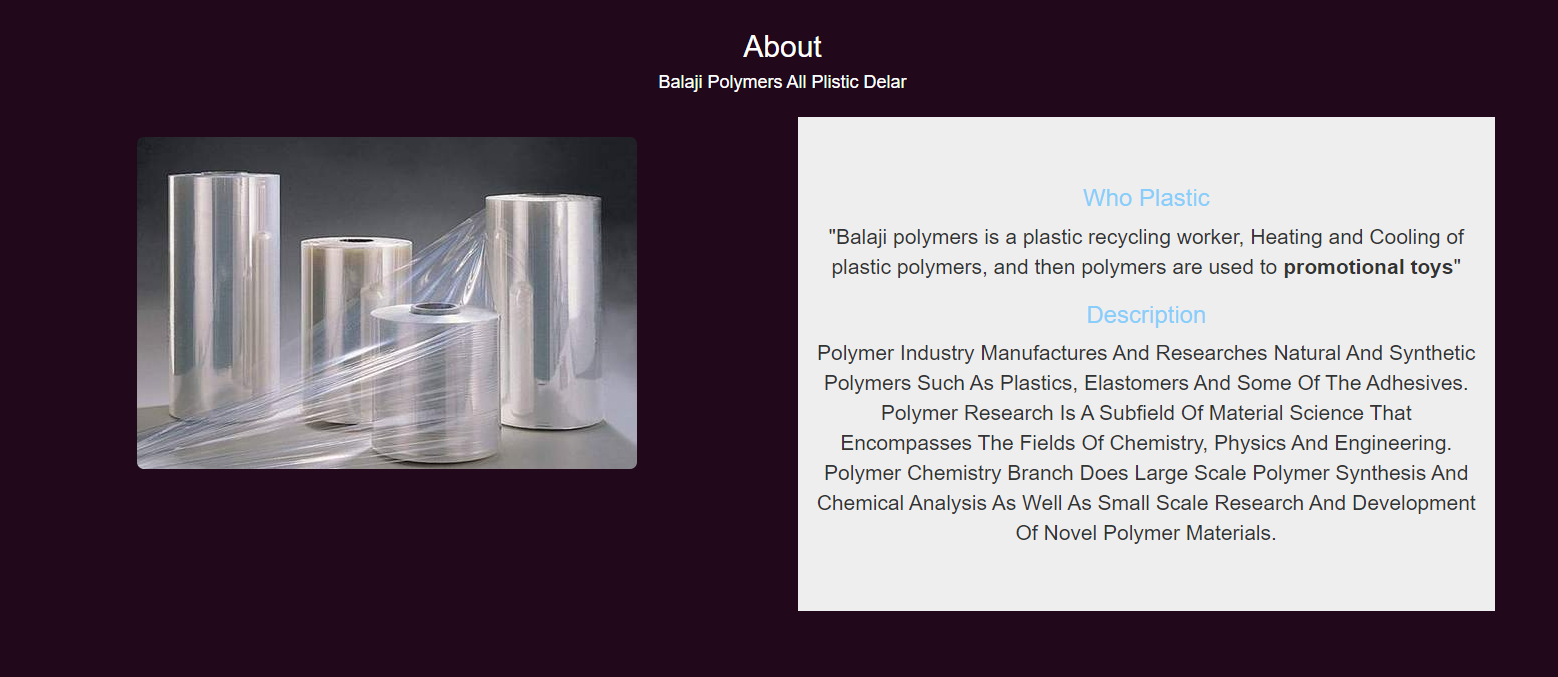 About
Balaji Polymers All Plistic Delar
Who Plastic
"Balaji polymers is a plastic recycling worker, Heating and Cooling of
plastic polymers, and then polymers are used to promotional toys"
Description
Polymer Industry Manufactures And Researches Natural And Synthetic
Polymers Such As Plastics, Elastomers And Some Of The Adhesives.
Polymer Research Is A Subfield Of Material Science That
Encompasses The Fields Of Chemistry, Physics And Engineering.
Polymer Chemistry Branch Does Large Scale Polymer Synthesis And
Chemical Analysis As Well As Small Scale Research And Development
Of Novel Polymer Materials.